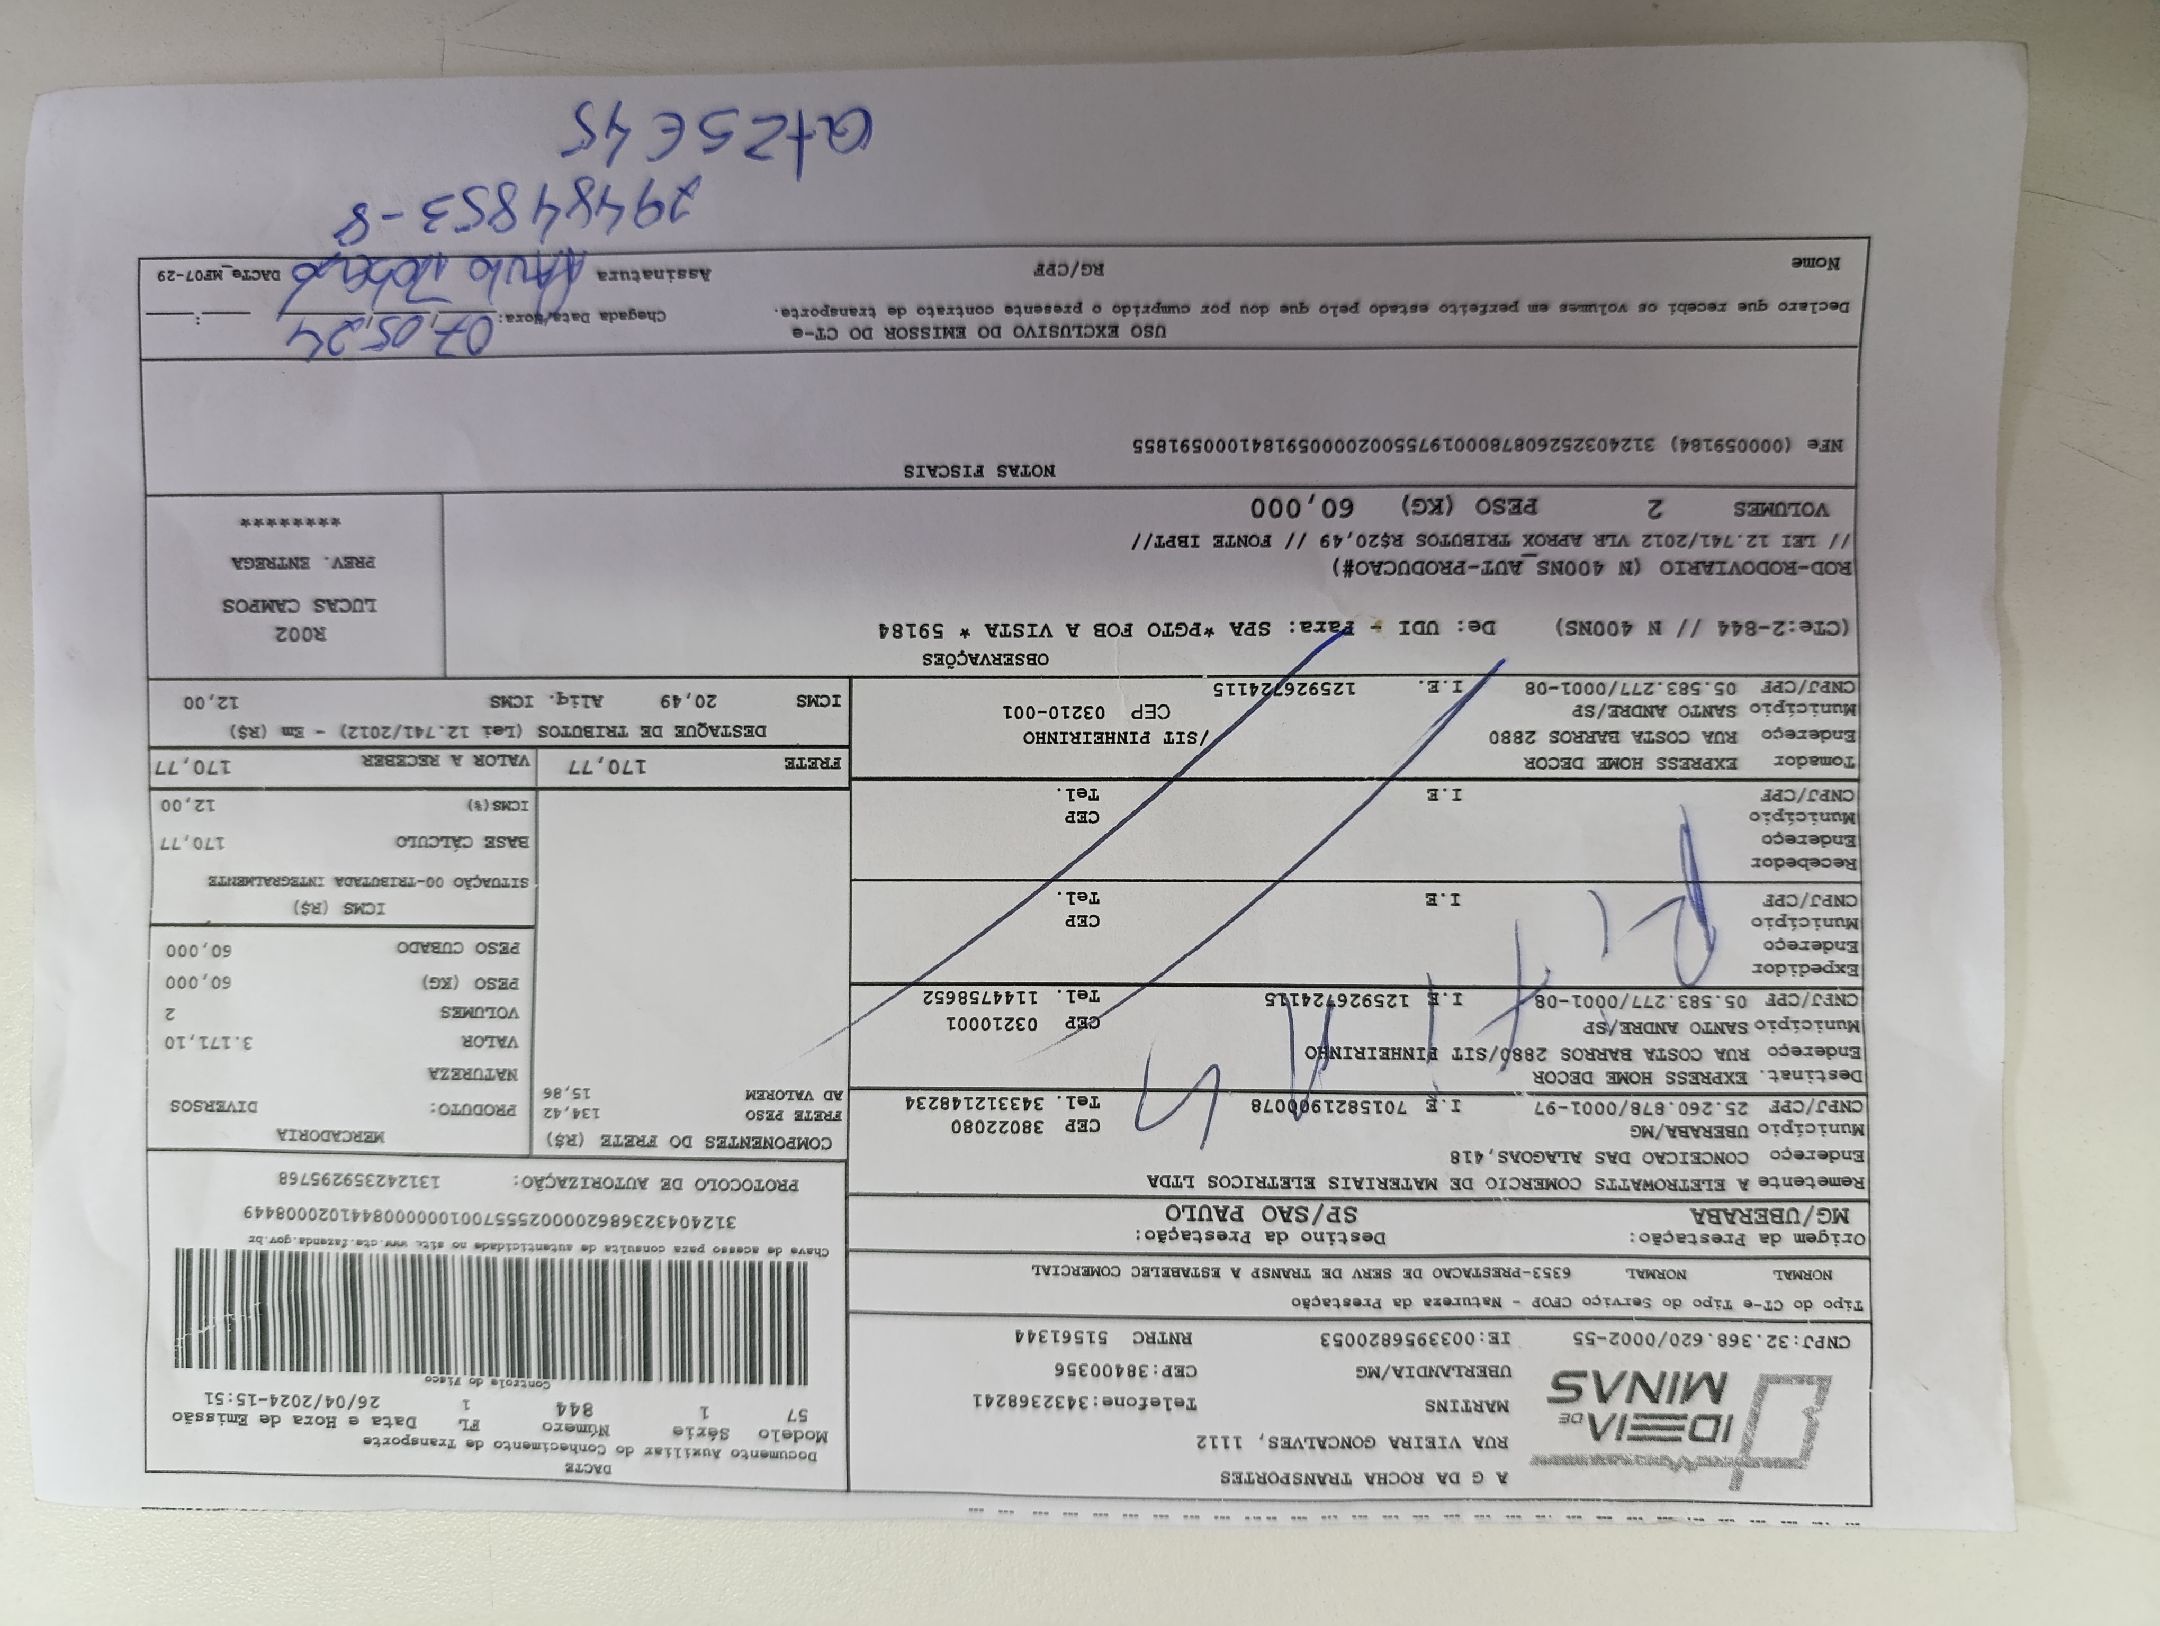 A G DA ROCHA TRANSPORTES
RUA VIEIRA GONCALVES, 1112
MARTINS Telefone:3432368241
UBERLANDIA/MG CEP:38400356
CNPJ:32.368.620/0002-55 IE:0033956820053 RNTRC 51561344
IDEIA DE MINAS
DACTE
Documento Auxiliar do Conhecimento de Transporte
Modelo Série Número FL Data e Hora de Emissão
57 1 844 1 26/04/2024-15:51
Controle do Fisco
Chave de acesso para consulta de autenticidade no site www.cte.fazenda.gov.br
31240432368620000255570010000008441020008449
PROTOCOLO DE AUTORIZAÇÃO: 131242359295768
Tipo do CT-e Tipo do Serviço CFOP - Natureza da Prestação
NORMAL NORMAL 6353-PRESTACAO DE SERV DE TRANSP A ESTABELEC COMERCIAL
Origem da Prestação: Destino da Prestação:
MG/UBERABA SP/SAO PAULO
Remetente A ELETROWATTS COMERCIO DE MATERIAIS ELETRICOS LTDA
Endereço CONCEICAO DAS ALAGOAS,418
Município UBERABA/MG CEP 38022080
CNPJ/CPF 25.260.878/0001-97 I.E 7015821900078 Tel. 343312148234
Destinat. EXPRESS HOME DECOR
Endereço RUA COSTA BARROS 2880/SIT PINHEIRINHO
Município SANTO ANDRE/SP CEP 03210001
CNPJ/CPF 05.583.277/0001-08 I.E 125926724115 Tel. 1144758652
Expedidor
Endereço
Município CEP
CNPJ/CPF I.E Tel.
Recebedor
Endereço
Município CEP
CNPJ/CPF I.E Tel.
Tomador EXPRESS HOME DECOR
Endereço RUA COSTA BARROS 2880 /SIT PINHEIRINHO
Município SANTO ANDRE/SP CEP 03210-001
CNPJ/CPF 05.583.277/0001-08 I.E. 125926724115
COMPONENTES DO FRETE (R$)
FRETE PESO 134,42
AD VALOREM 15,86
MERCADORIA
PRODUTO: DIVERSOS
NATUREZA
VALOR 3.171,10
VOLUMES 2
PESO (KG) 60,000
PESO CUBADO 60,000
ICMS (R$)
SITUAÇÃO 00-TRIBUTADA INTEGRALMENTE
BASE CÁLCULO 170,77
ICMS(%) 12,00
FRETE 170,77 VALOR A RECEBER 170,77
DESTAQUE DE TRIBUTOS (Lei 12.741/2012) - Em (R$)
ICMS 20,49 Aliq. ICMS 12,00
OBSERVAÇÕES
(CTe:2-844 // N 400NS) De: UDI - Para: SPA *PGTO FOB A VISTA * 59184
ROD-RODOVIARIO (N 400NS_AUT-PRODUCAO#)
// LEI 12.741/2012 VLR APROX TRIBUTOS R$20,49 // FONTE IBPT//
VOLUMES 2 PESO (KG) 60,000
R002
LUCAS CAMPOS
PREV. ENTREGA
********
NOTAS FISCAIS
NFe (000059184) 31240325260878000197550020000591841000591855
USO EXCLUSIVO DO EMISSOR DO CT-e
Declaro que recebi os volumes em perfeito estado pelo que dou por cumprido o presente contrato de transporte.
Chegada Data/Hora: 07,05,24 __:__
Nome RG/CPF Assinatura DACTe_MF07-29
29484853-8